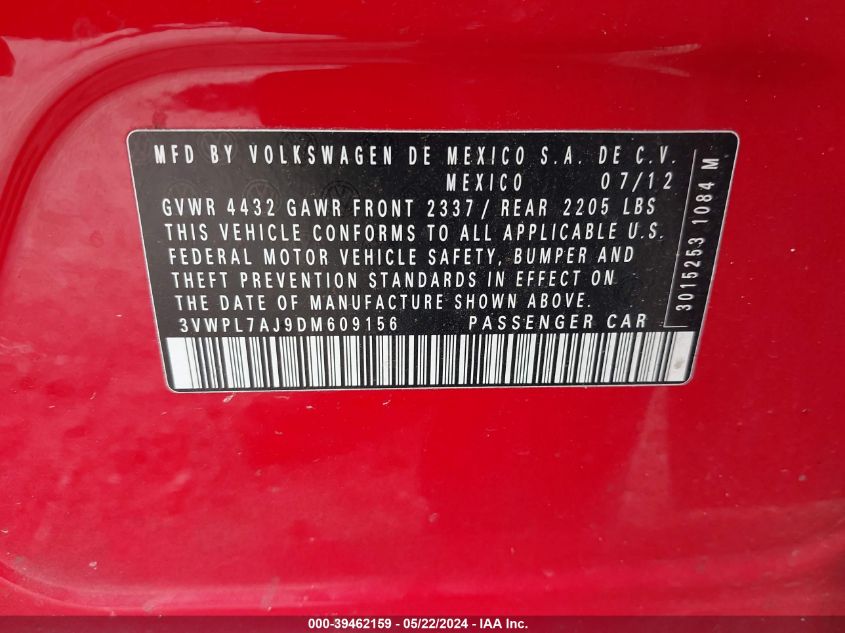 MFD BY VOLKSWAGEN DE MEXICO S.A. DE C.V.
MEXICO 07/12
GVWR 4432 GAWR FRONT 2337/ REAR 2205 LBS
THIS VEHICLE CONFORMS TO ALL APPLICABLE U.S.
FEDERAL MOTOR VEHICLE SAFETY, BUMPER AND
THEFT PREVENTION STANDARDS IN EFFECT ON
THE DATE OF MANUFACTURE SHOWN ABOVE.
3VWPL7AJ9DM609156 PASSENGER CAR
3015253 1084 M
000-39462159 - 05/22/2024 - IAA Inc.